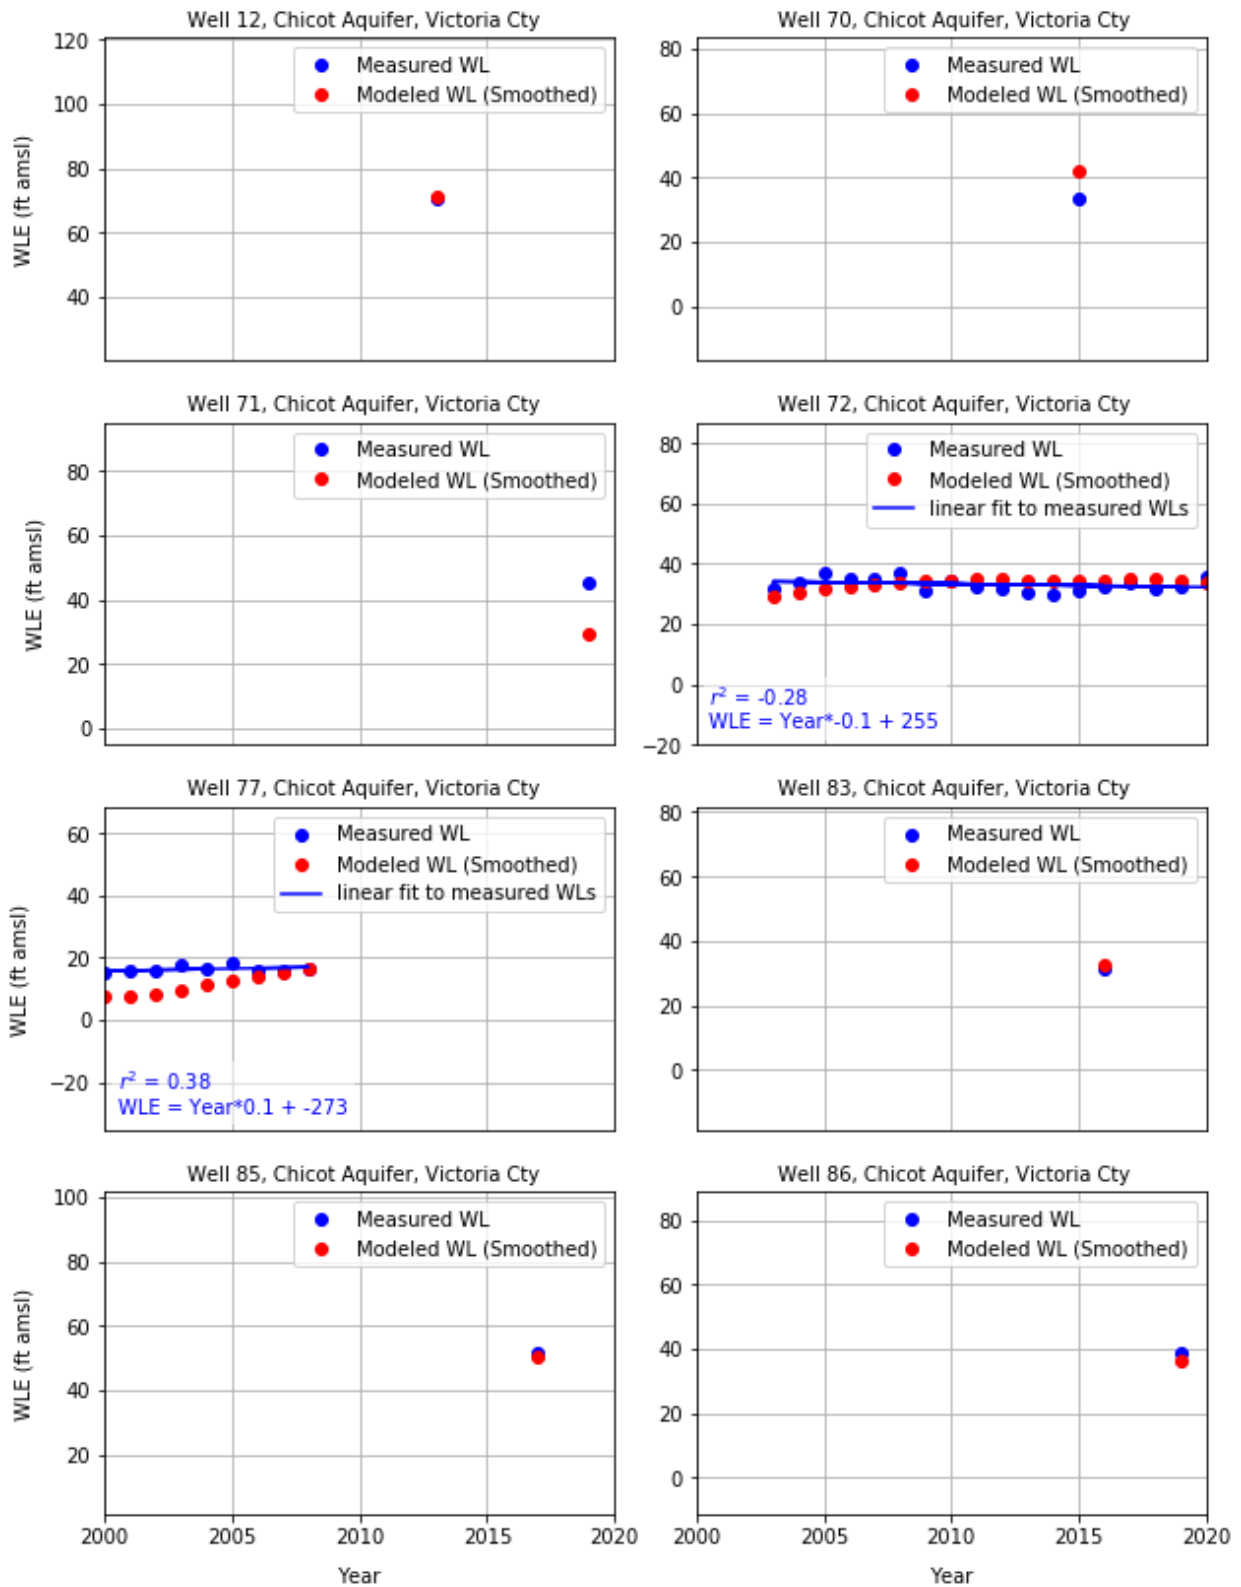 Well 12, Chicot Aquifer, Victoria Cty
120
100
80
60
40
WLE (ft amsl)
Measured WL
Modeled WL (Smoothed)
Well 70, Chicot Aquifer, Victoria Cty
80
60
40
20
0
Measured WL
Modeled WL (Smoothed)
Well 71, Chicot Aquifer, Victoria Cty
80
60
40
20
0
WLE (ft amsl)
Measured WL
Modeled WL (Smoothed)
Well 72, Chicot Aquifer, Victoria Cty
80
60
40
20
0
−20
Measured WL
Modeled WL (Smoothed)
linear fit to measured WLs
r² = -0.28
WLE = Year*-0.1 + 255
Well 77, Chicot Aquifer, Victoria Cty
60
40
20
0
−20
WLE (ft amsl)
Measured WL
Modeled WL (Smoothed)
linear fit to measured WLs
r² = 0.38
WLE = Year*0.1 + -273
Well 83, Chicot Aquifer, Victoria Cty
80
60
40
20
0
Measured WL
Modeled WL (Smoothed)
Well 85, Chicot Aquifer, Victoria Cty
100
80
60
40
20
WLE (ft amsl)
Measured WL
Modeled WL (Smoothed)
2000 2005 2010 2015 2020
Year
Well 86, Chicot Aquifer, Victoria Cty
80
60
40
20
0
Measured WL
Modeled WL (Smoothed)
2000 2005 2010 2015 2020
Year